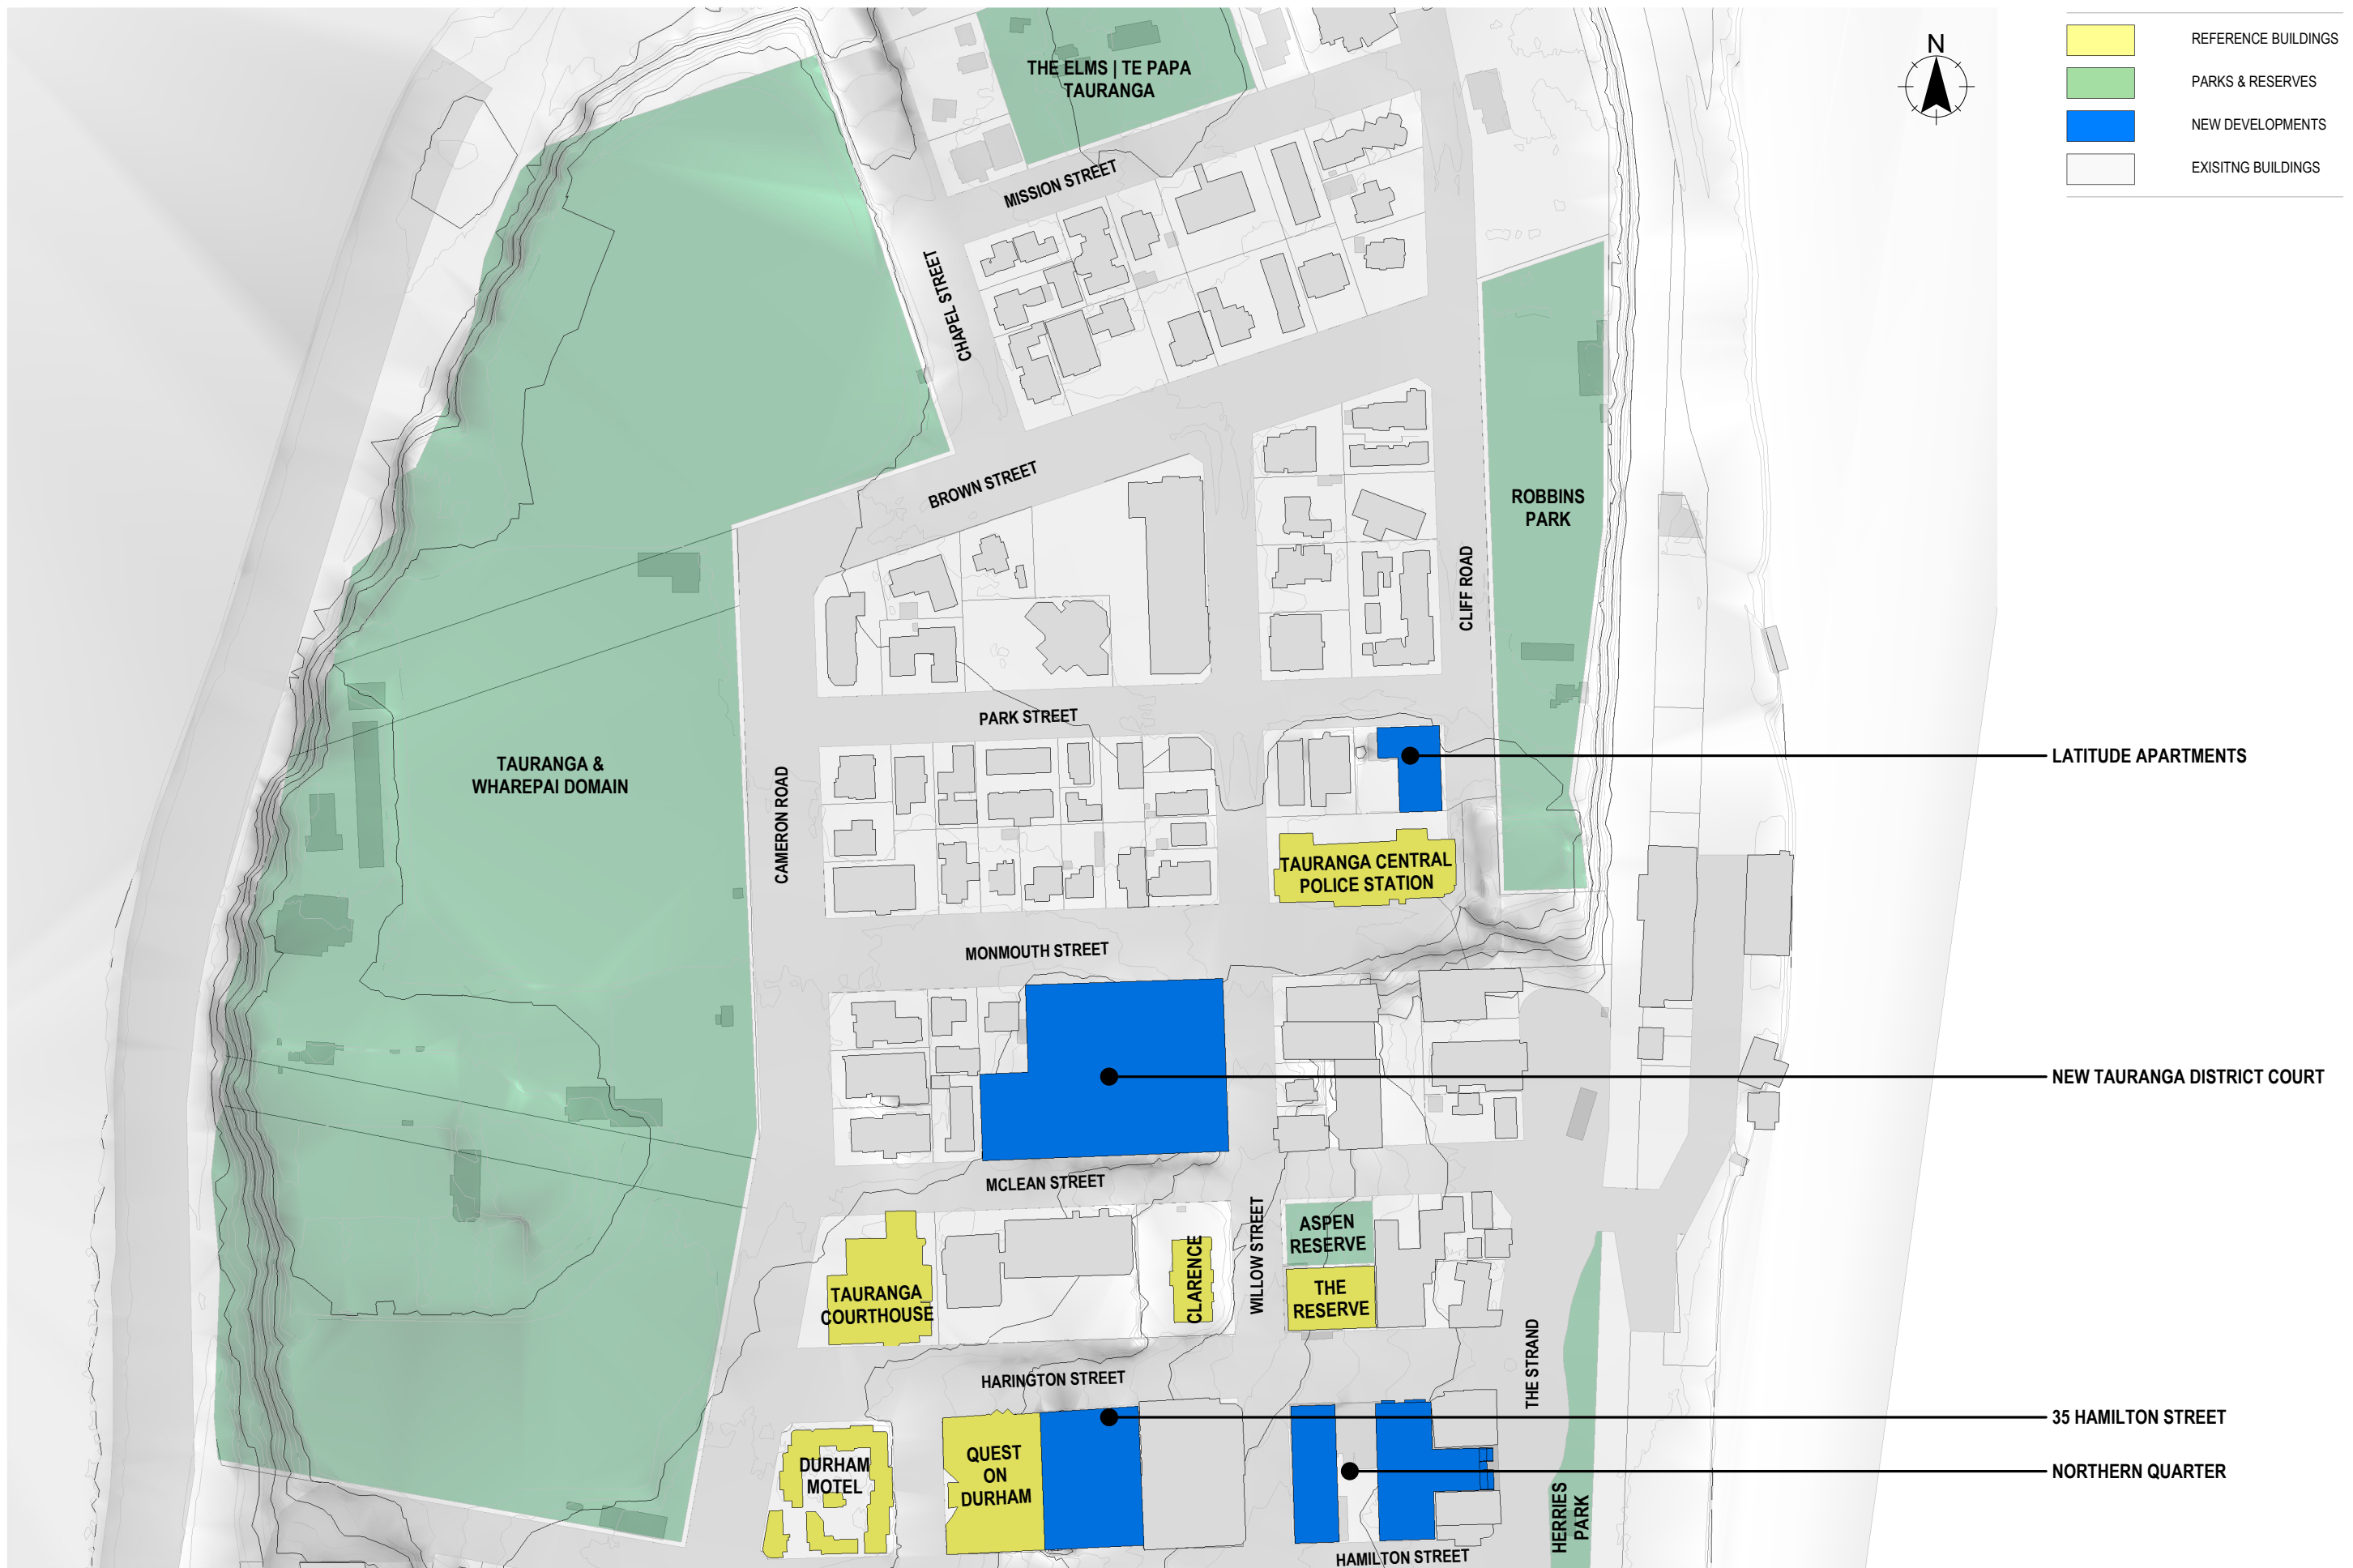 N
REFERENCE BUILDINGS
PARKS & RESERVES
NEW DEVELOPMENTS
EXISITNG BUILDINGS
THE ELMS | TE PAPA
TAURANGA
MISSION STREET
CHAPEL STREET
BROWN STREET
ROBBINS
PARK
CLIFF ROAD
PARK STREET
TAURANGA &
WHAREPAI DOMAIN
CAMERON ROAD
LATITUDE APARTMENTS
TAURANGA CENTRAL
POLICE STATION
MONMOUTH STREET
NEW TAURANGA DISTRICT COURT
MCLEAN STREET
WILLOW STREET
ASPEN
RESERVE
CLARENCE
THE
RESERVE
TAURANGA
COURTHOUSE
THE STRAND
HARINGTON STREET
35 HAMILTON STREET
QUEST
ON
DURHAM
DURHAM
MOTEL
NORTHERN QUARTER
HERRIES
PARK
HAMILTON STREET